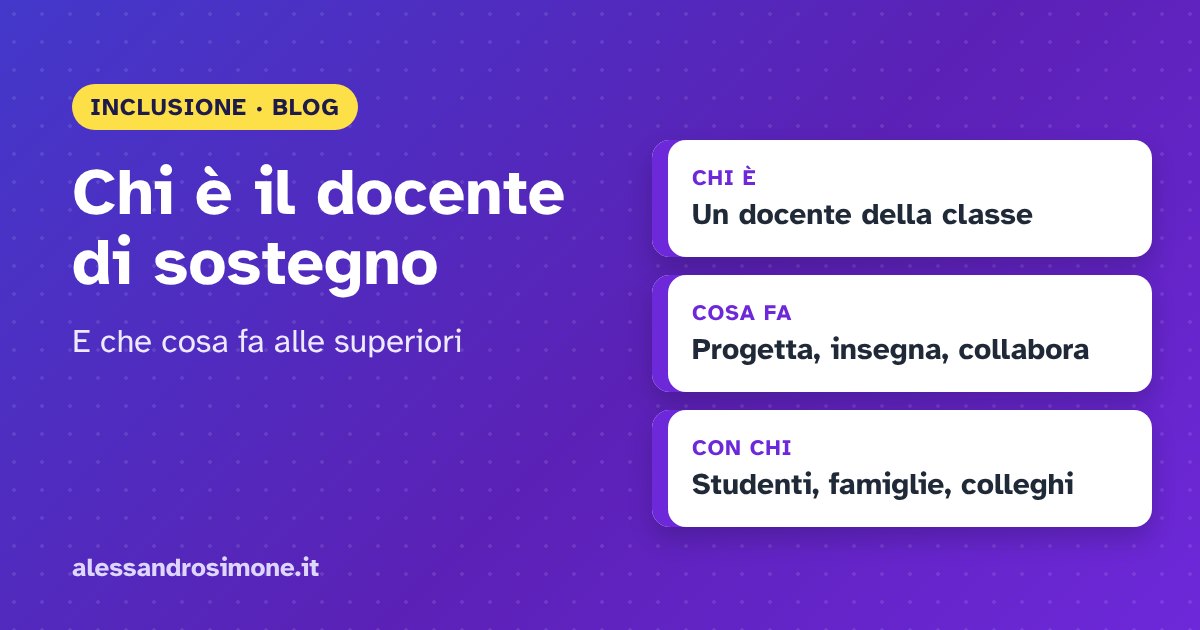 INCLUSIONE · BLOG
Chi è il docente
di sostegno
E che cosa fa alle superiori
alessandrosimone.it
CHI È
Un docente della classe
COSA FA
Progetta, insegna, collabora
CON CHI
Studenti, famiglie, colleghi